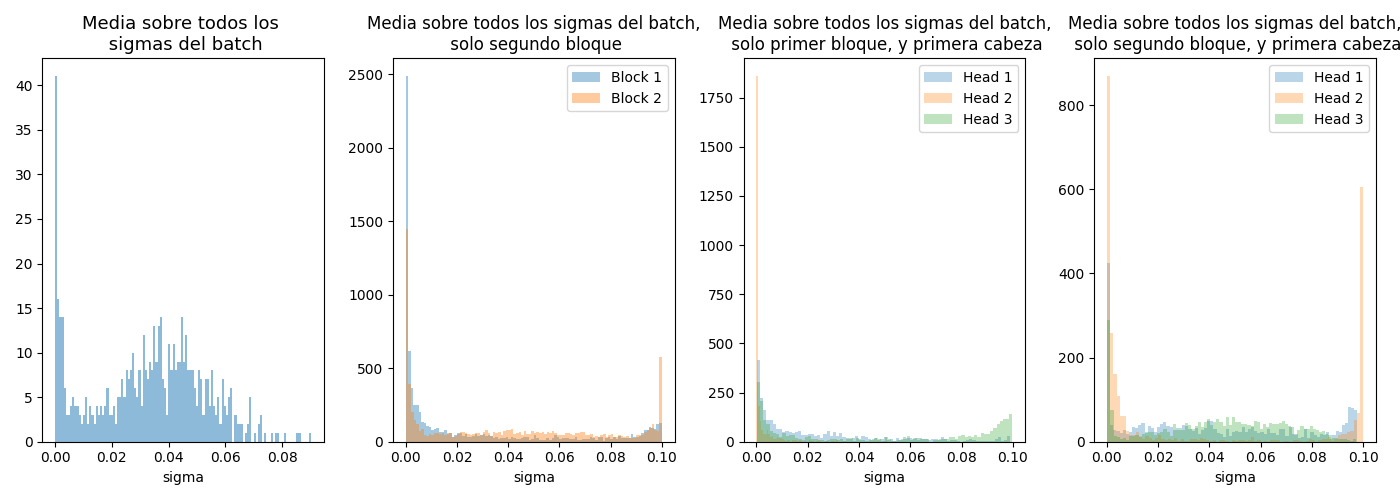 Media sobre todos los
sigmas del batch
40
35
30
25
20
15
10
5
0
0.00 0.02 0.04 0.06 0.08
sigma
Media sobre todos los sigmas del batch,
solo segundo bloque
Block 1
Block 2
2500
2000
1500
1000
500
0
0.00 0.02 0.04 0.06 0.08 0.10
sigma
Media sobre todos los sigmas del batch,
solo primer bloque, y primera cabeza
Head 1
Head 2
Head 3
1750
1500
1250
1000
750
500
250
0
0.00 0.02 0.04 0.06 0.08 0.10
sigma
Media sobre todos los sigmas del batch,
solo segundo bloque, y primera cabeza
Head 1
Head 2
Head 3
800
600
400
200
0
0.00 0.02 0.04 0.06 0.08 0.10
sigma